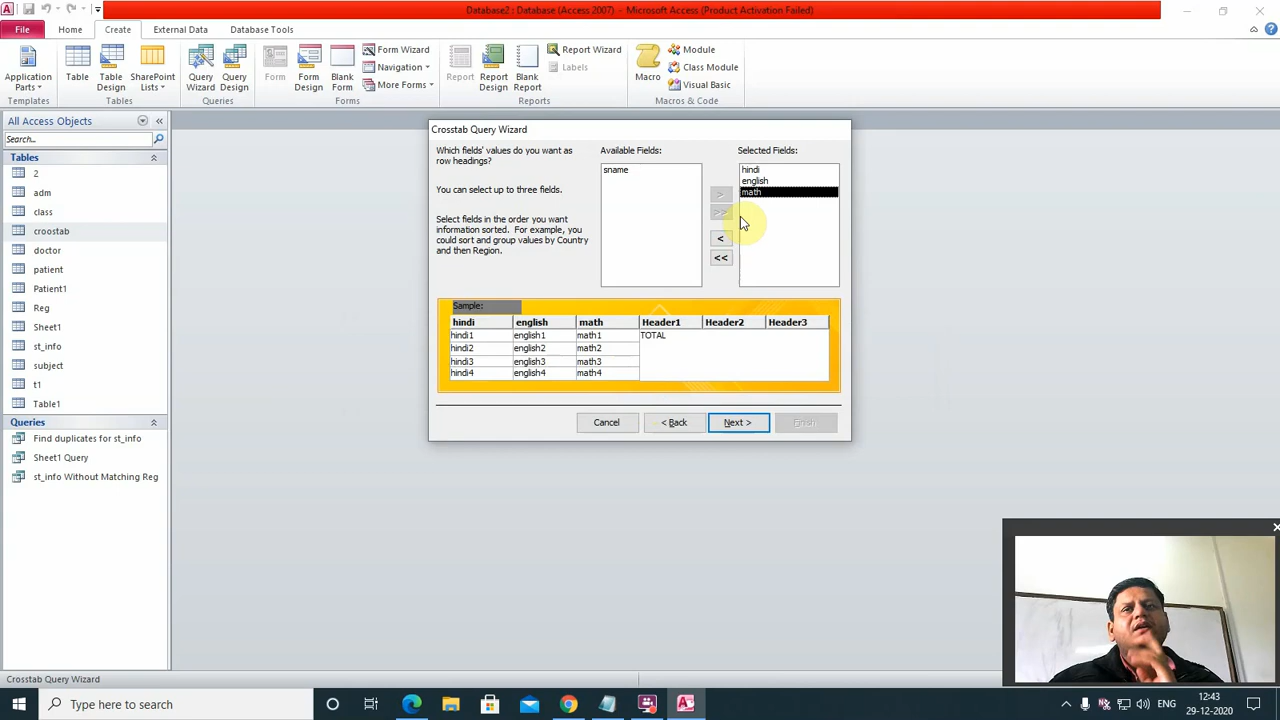 Database2 : Database (Access 2007) - Microsoft Access (Product Activation Failed)
File
Home
Create
External Data
Database Tools
Application Parts
Table
Table Design
SharePoint Lists
Query Wizard
Query Design
Form
Form Design
Blank Form
Form Wizard
Navigation
More Forms
Report
Report Design
Blank Report
Report Wizard
Labels
Macro
Module
Class Module
Visual Basic
Templates
Tables
Queries
Forms
Reports
Macros & Code
All Access Objects
Search...
Tables
2
adm
class
croostab
doctor
patient
Patient1
Reg
Sheet1
st_info
subject
t1
Table1
Queries
Find duplicates for st_info
Sheet1 Query
st_info Without Matching Reg
Crosstab Query Wizard
Which fields' values do you want as
row headings?
You can select up to three fields.
Select fields in the order you want
information sorted. For example, you
could sort and group values by Country
and then Region.
Available Fields:
sname
>
>>
<
<<
Selected Fields:
hindi
english
math
Sample:
hindi english math Header1 Header2 Header3
hindi1 english1 math1 TOTAL
hindi2 english2 math2
hindi3 english3 math3
hindi4 english4 math4
Cancel
< Back
Next >
Finish
Crosstab Query Wizard
Type here to search
ENG
12:43
29-12-2020